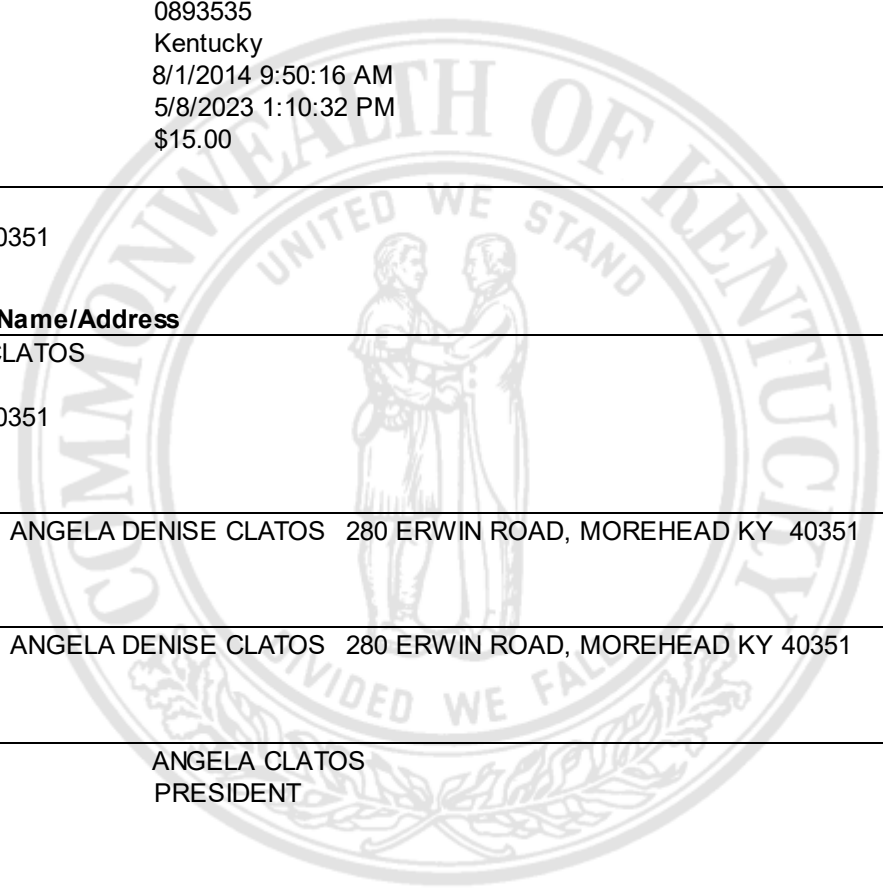 0893535
Kentucky
8/1/2014 9:50:16 AM
5/8/2023 1:10:32 PM
$15.00
COMMONWEALTH OF KENTUCKY
UNITED WE STAND
0351
Name/Address
CLATOS
0351
ANGELA DENISE CLATOS 280 ERWIN ROAD, MOREHEAD KY 40351
ANGELA DENISE CLATOS 280 ERWIN ROAD, MOREHEAD KY 40351
DIVIDED WE FALL
ANGELA CLATOS
PRESIDENT